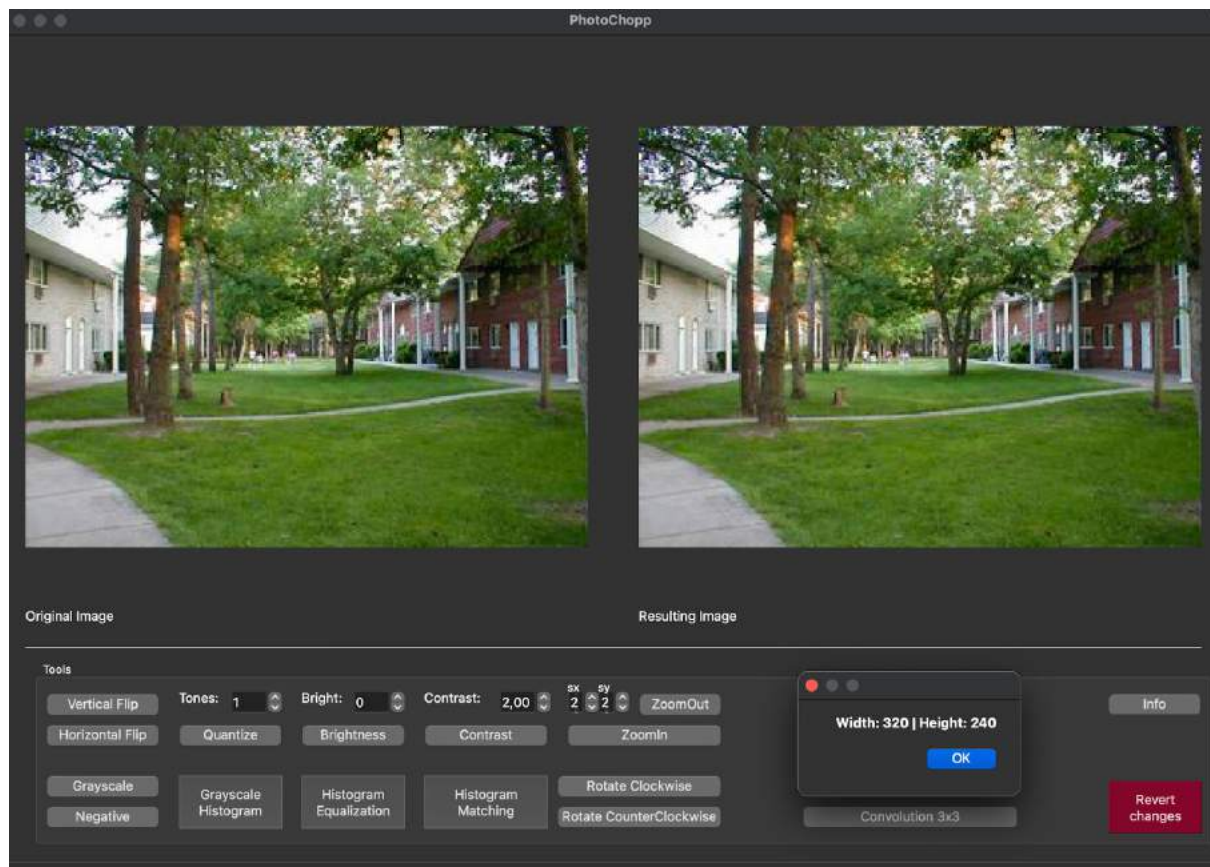 PhotoChopp
Original Image
Resulting Image
Tools
Vertical Flip
Tones: 1
Bright: 0
Contrast: 2,00
sx sy
2 2
ZoomOut
Info
Horizontal Flip
Quantize
Brightness
Contrast
ZoomIn
Width: 320 | Height: 240
OK
Grayscale
Negative
Grayscale
Histogram
Histogram
Equalization
Histogram
Matching
Rotate Clockwise
Rotate CounterClockwise
Convolution 3x3
Revert
changes